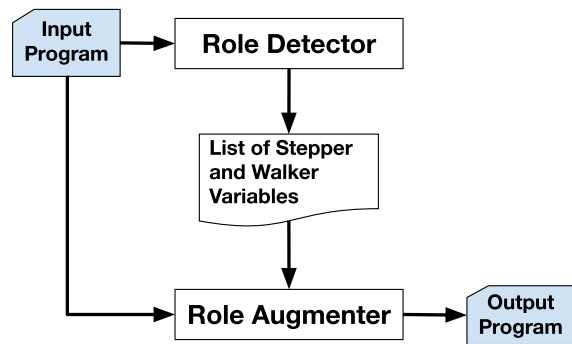 Input
Program
Role Detector
List of Stepper
and Walker
Variables
Role Augmenter
Output
Program